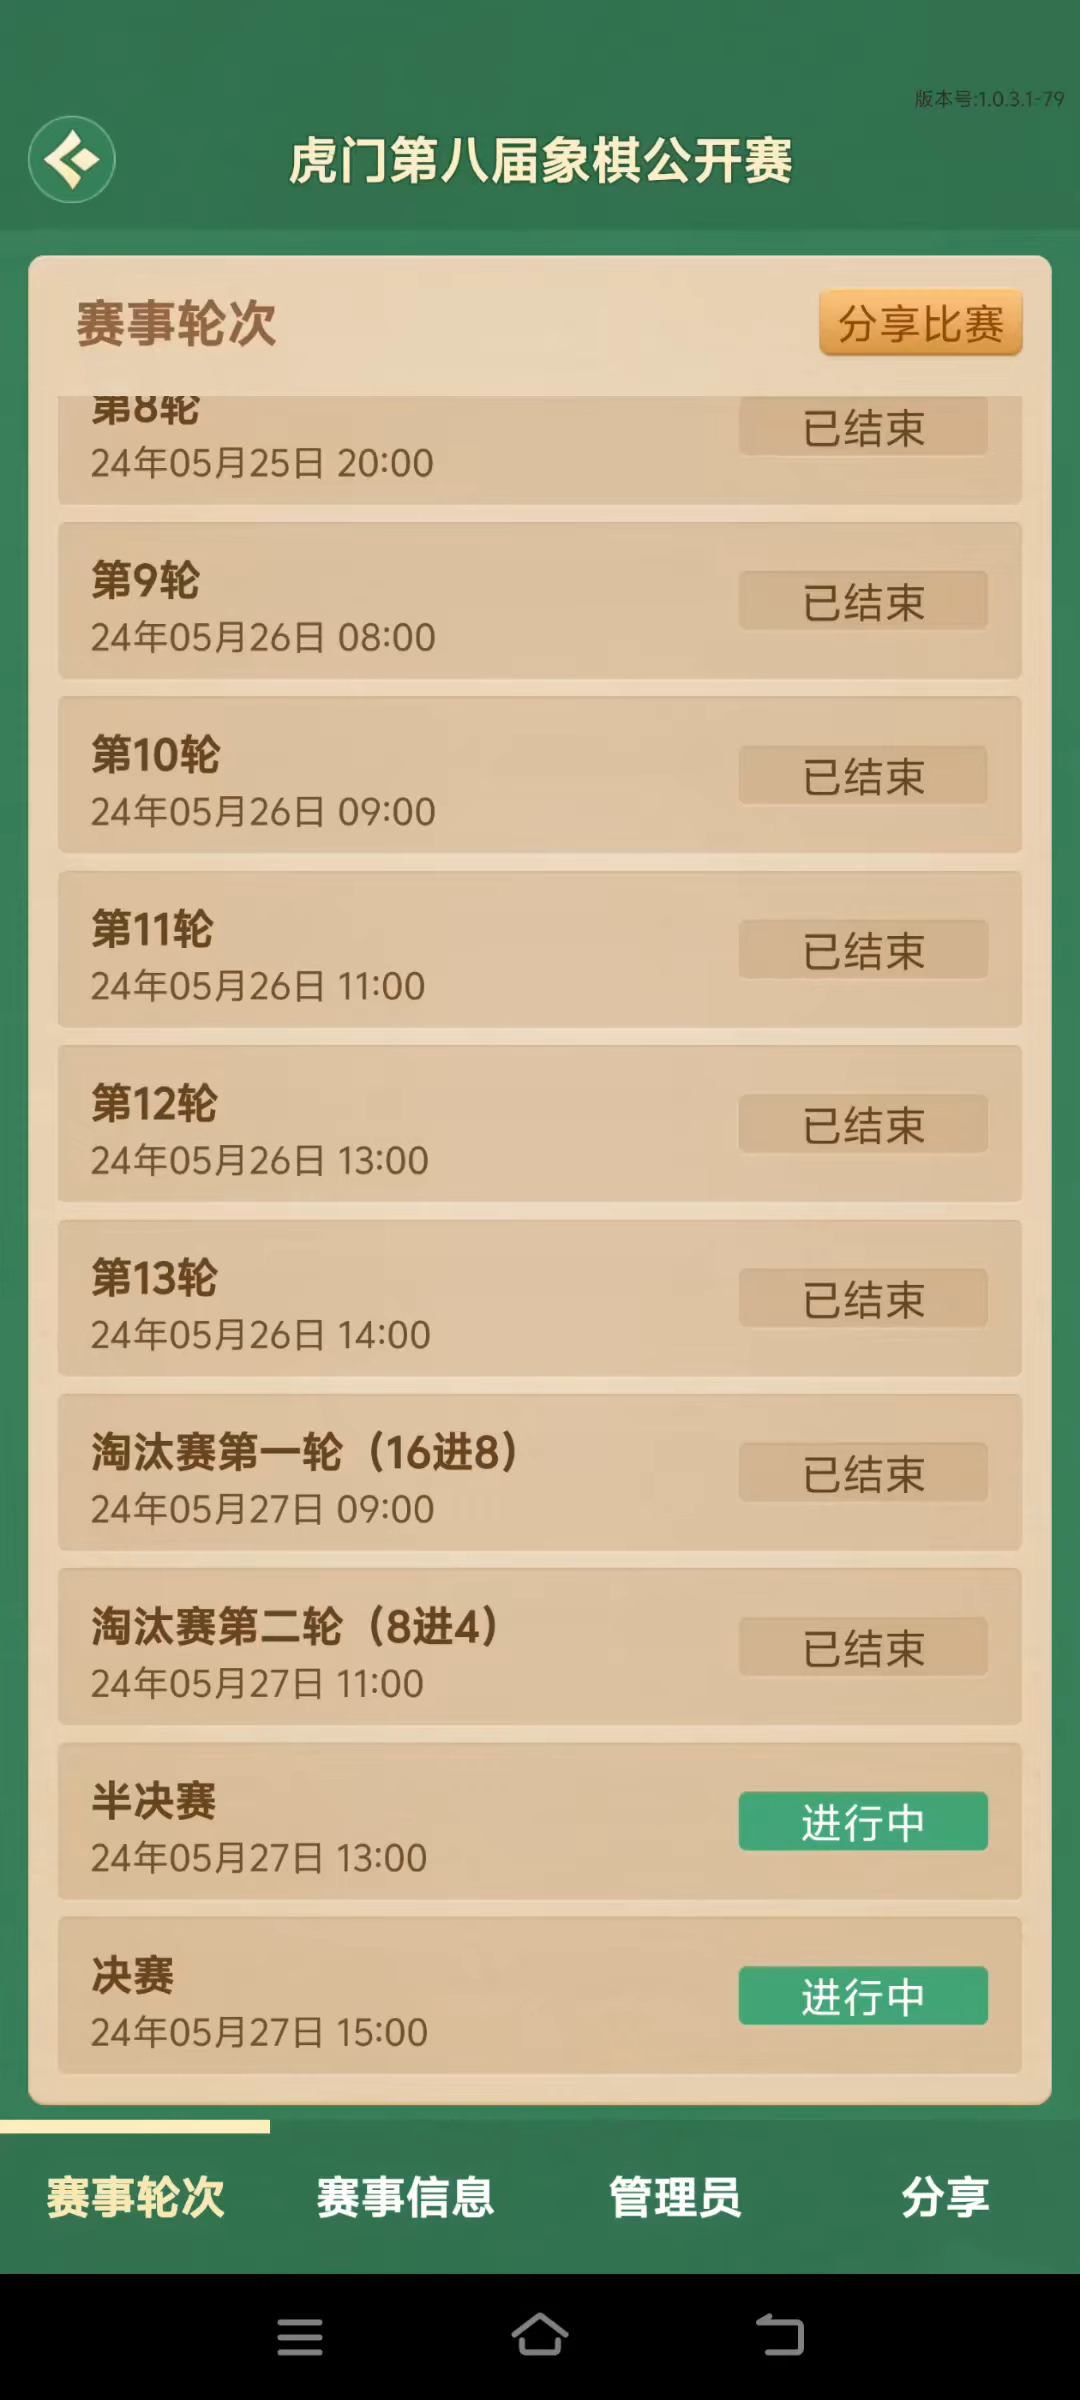 版本号:1.0.3.1-79
虎门第八届象棋公开赛
赛事轮次
分享比赛
第8轮
已结束
24年05月25日 20:00
第9轮
已结束
24年05月26日 08:00
第10轮
已结束
24年05月26日 09:00
第11轮
已结束
24年05月26日 11:00
第12轮
已结束
24年05月26日 13:00
第13轮
已结束
24年05月26日 14:00
淘汰赛第一轮（16进8）
已结束
24年05月27日 09:00
淘汰赛第二轮（8进4）
已结束
24年05月27日 11:00
半决赛
进行中
24年05月27日 13:00
决赛
进行中
24年05月27日 15:00
赛事轮次
赛事信息
管理员
分享